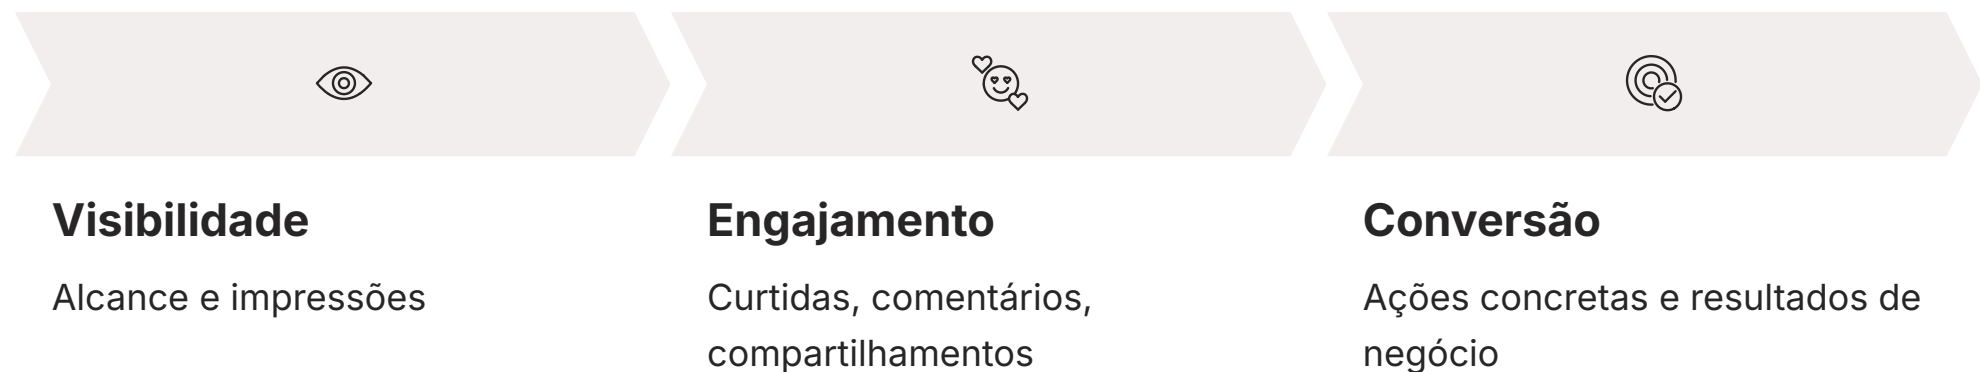 Visibilidade
Alcance e impressões
Engajamento
Curtidas, comentários,
compartilhamentos
Conversão
Ações concretas e resultados de
negócio